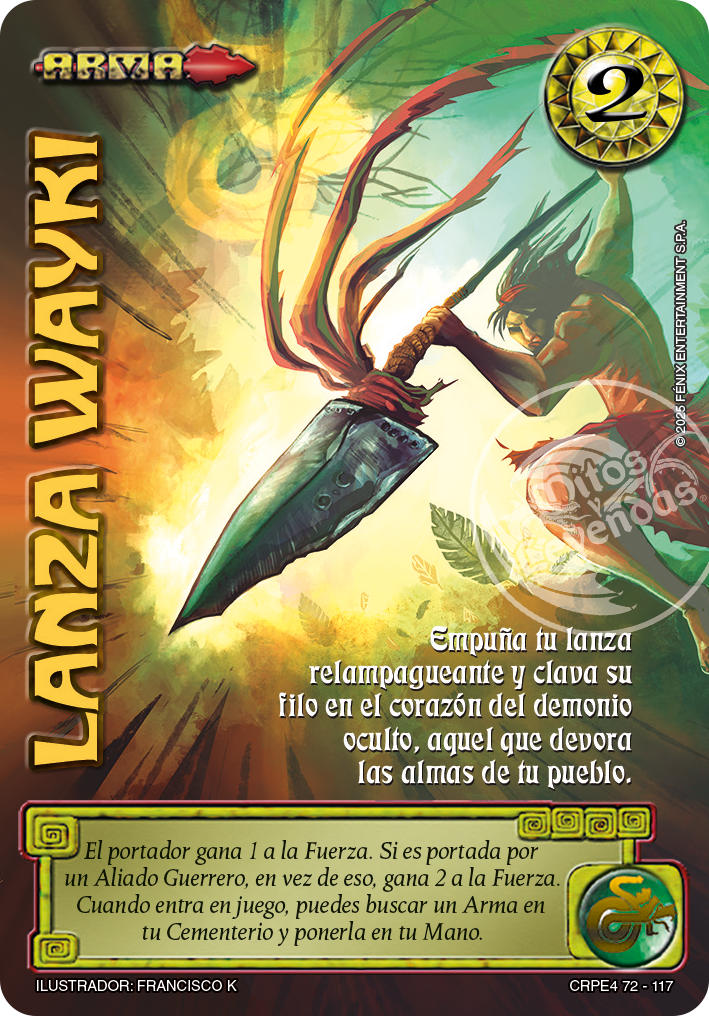 ARMA
2
LANZA WAYKI
© 2025 FÉNIX ENTERTAINMENT S.P.A.
Mitos
y
Leyendas®
Empuña tu lanza
relampagueante y clava su
filo en el corazón del demonio
oculto, aquel que devora
las almas de tu pueblo.
El portador gana 1 a la Fuerza. Si es portada por
un Aliado Guerrero, en vez de eso, gana 2 a la Fuerza.
Cuando entra en juego, puedes buscar un Arma en
tu Cementerio y ponerla en tu Mano.
ILUSTRADOR: FRANCISCO K
CRPE4 72 - 117